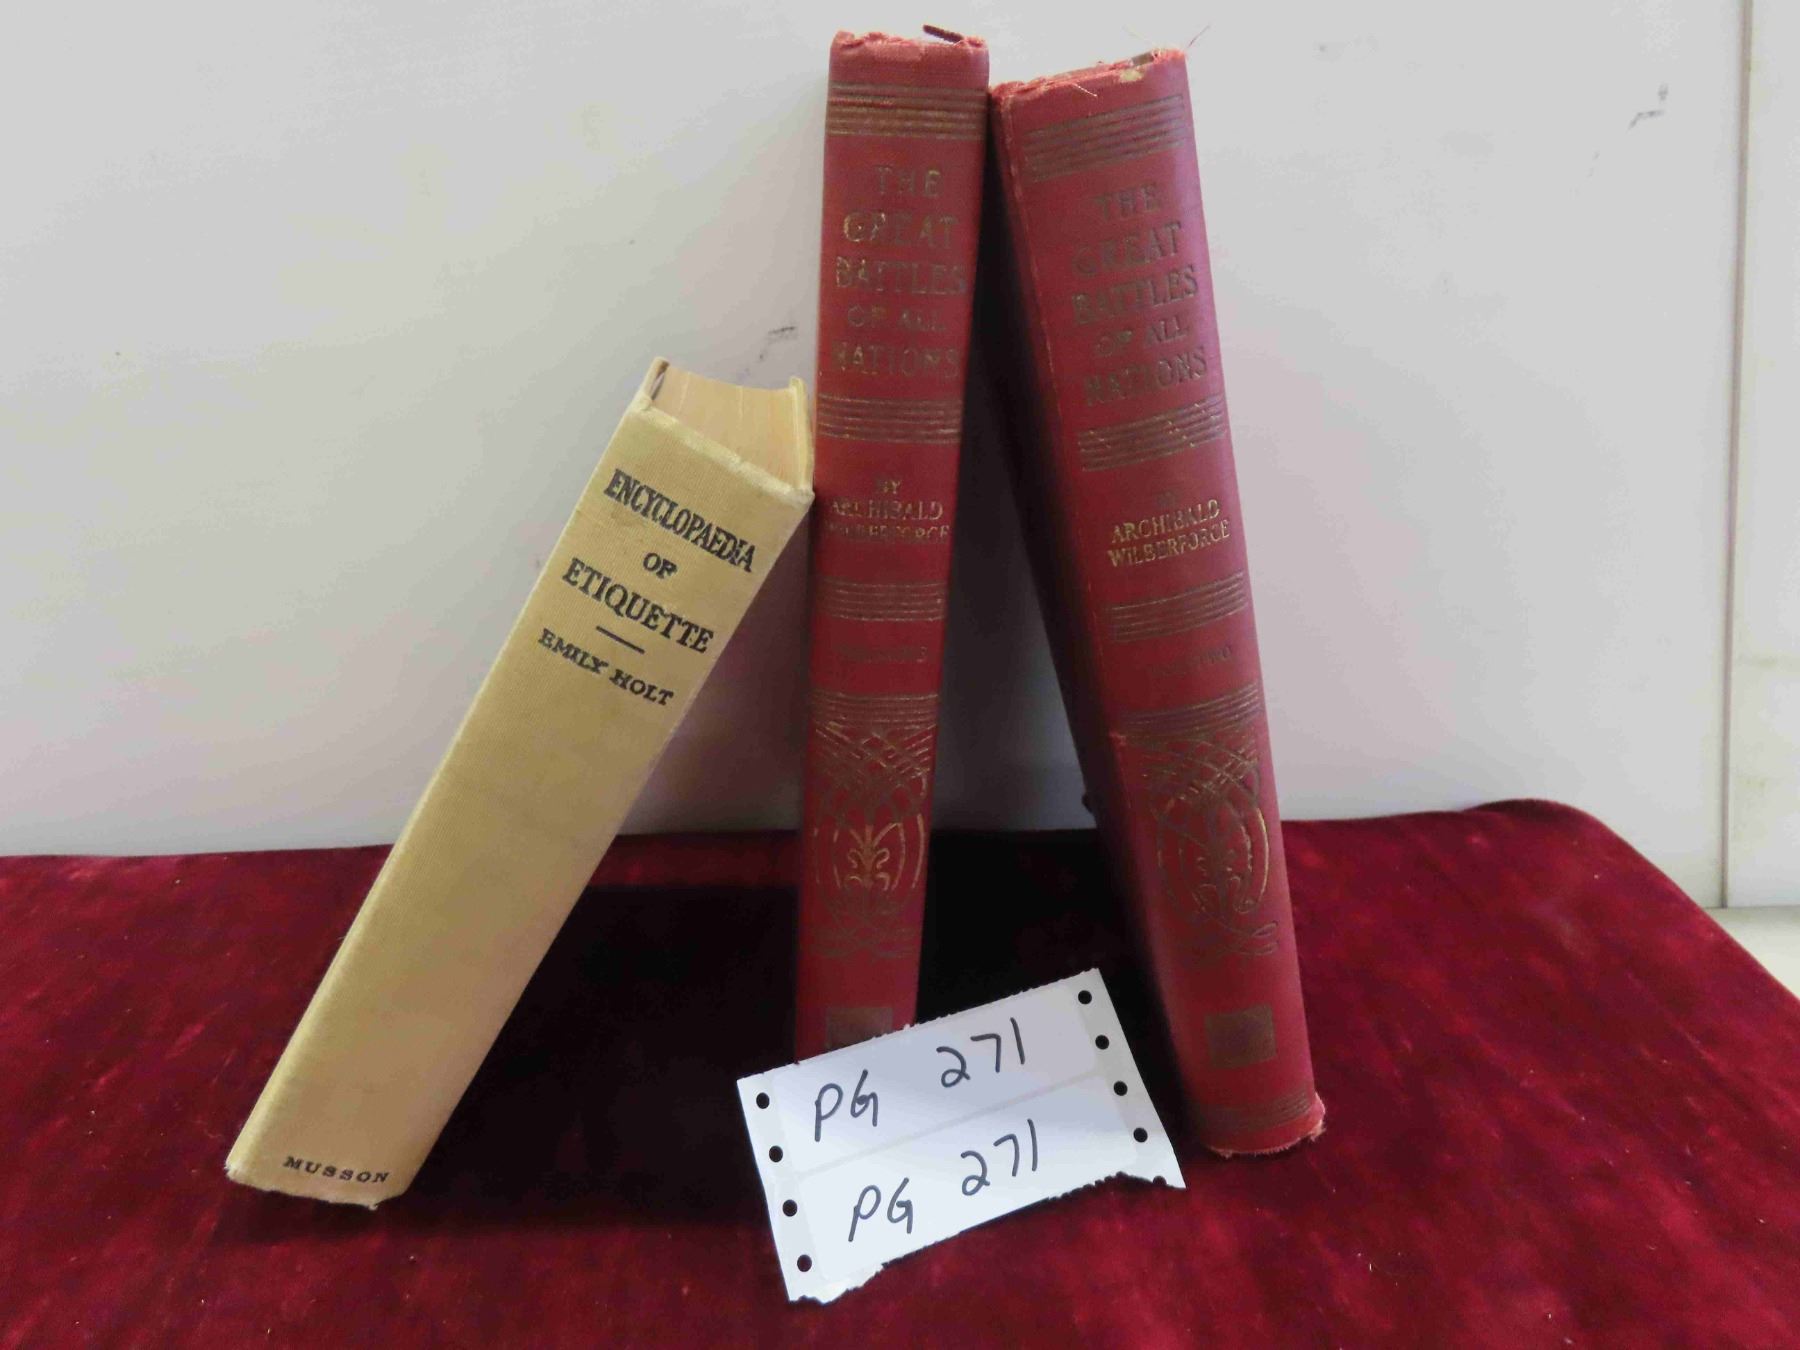 ENCYCLOPAEDIA
OF
ETIQUETTE
EMILY HOLT
MUSSON
THE
GREAT
BATTLES
OF ALL
NATIONS
BY
ARCHIBALD
WILBERFORCE
THE
GREAT
BATTLES
OF ALL
NATIONS
BY
ARCHIBALD
WILBERFORCE
PG 271
PG 271